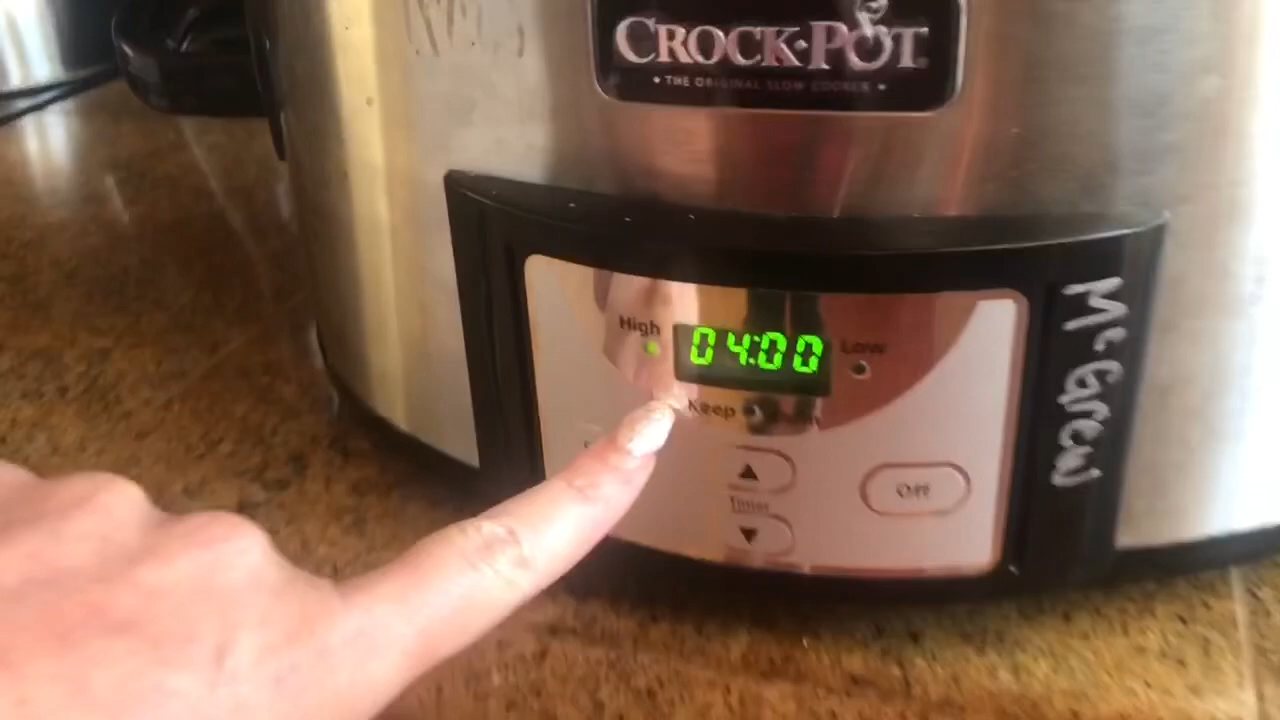 CROCK•POT
THE ORIGINAL SLOW COOKER
High
04:00
Low
Keep
Timer
Off
McGrew